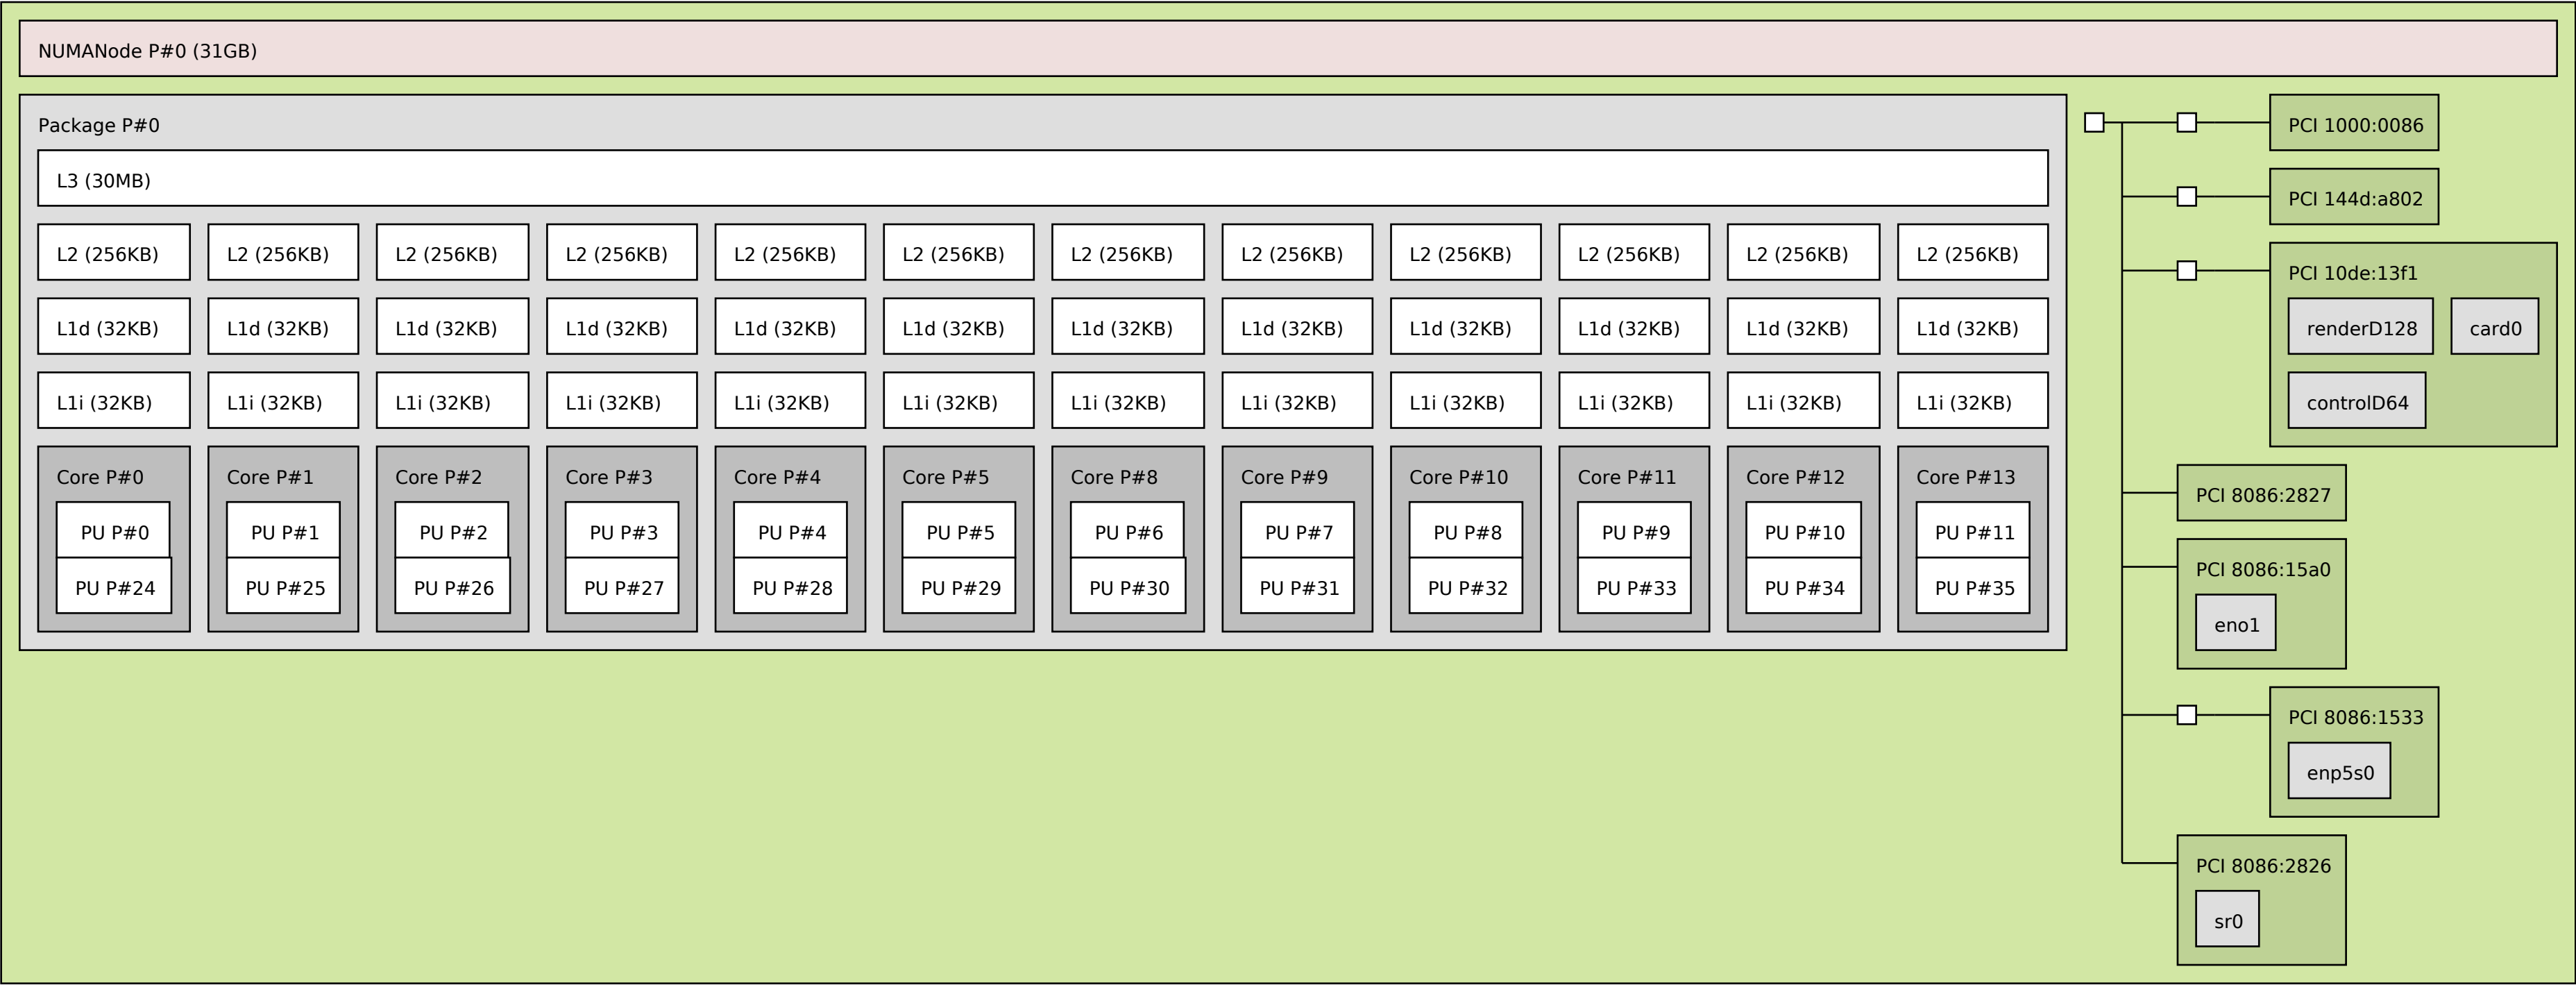 NUMANode P#0 (31GB)
Package P#0
L3 (30MB)
L2 (256KB) L2 (256KB) L2 (256KB) L2 (256KB) L2 (256KB) L2 (256KB) L2 (256KB) L2 (256KB) L2 (256KB) L2 (256KB) L2 (256KB) L2 (256KB)
L1d (32KB) L1d (32KB) L1d (32KB) L1d (32KB) L1d (32KB) L1d (32KB) L1d (32KB) L1d (32KB) L1d (32KB) L1d (32KB) L1d (32KB) L1d (32KB)
L1i (32KB) L1i (32KB) L1i (32KB) L1i (32KB) L1i (32KB) L1i (32KB) L1i (32KB) L1i (32KB) L1i (32KB) L1i (32KB) L1i (32KB) L1i (32KB)
Core P#0 Core P#1 Core P#2 Core P#3 Core P#4 Core P#5 Core P#8 Core P#9 Core P#10 Core P#11 Core P#12 Core P#13
PU P#0 PU P#1 PU P#2 PU P#3 PU P#4 PU P#5 PU P#6 PU P#7 PU P#8 PU P#9 PU P#10 PU P#11
PU P#24 PU P#25 PU P#26 PU P#27 PU P#28 PU P#29 PU P#30 PU P#31 PU P#32 PU P#33 PU P#34 PU P#35
PCI 1000:0086
PCI 144d:a802
PCI 10de:13f1
renderD128 card0
controlD64
PCI 8086:2827
PCI 8086:15a0
eno1
PCI 8086:1533
enp5s0
PCI 8086:2826
sr0